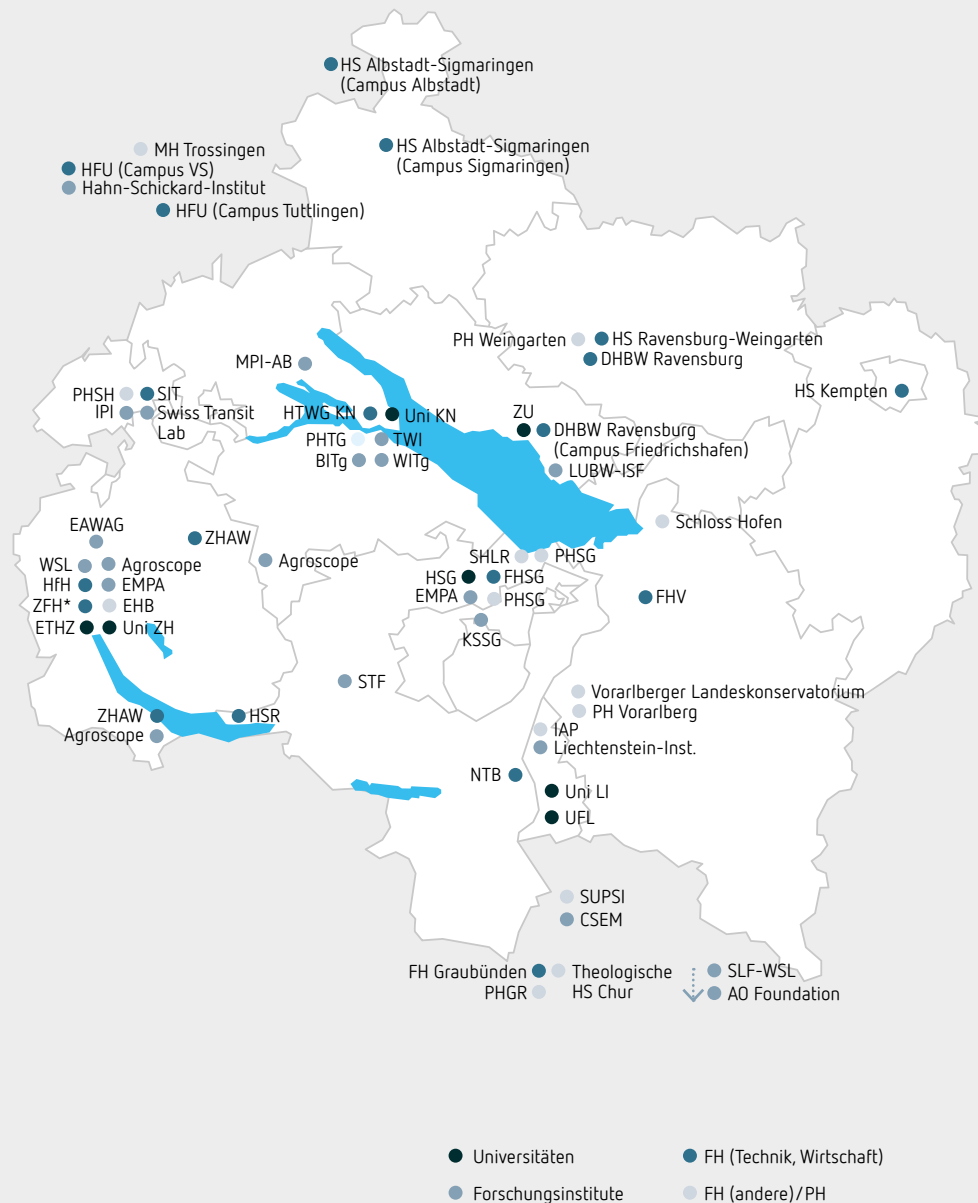 HS Albstadt-Sigmaringen
(Campus Albstadt)
MH Trossingen
HS Albstadt-Sigmaringen
(Campus Sigmaringen)
HFU (Campus VS)
Hahn-Schickard-Institut
HFU (Campus Tuttlingen)
PH Weingarten
HS Ravensburg-Weingarten
DHBW Ravensburg
MPI-AB
HS Kempten
PHSH
SIT
IPI
Swiss Transit
Lab
HTWG KN
Uni KN
ZU
DHBW Ravensburg
(Campus Friedrichshafen)
PHTG
TWI
BITg
WITg
LUBW-ISF
EAWAG
ZHAW
Schloss Hofen
WSL
Agroscope
Agroscope
SHLR
PHSG
HfH
EMPA
HSG
FHSG
ZFH*
EHB
EMPA
PHSG
FHV
ETHZ
Uni ZH
KSSG
STF
Vorarlberger Landeskonservatorium
PH Vorarlberg
ZHAW
HSR
Agroscope
IAP
Liechtenstein-Inst.
NTB
Uni LI
UFL
SUPSI
CSEM
FH Graubünden
Theologische
HS Chur
PHGR
SLF-WSL
AO Foundation
Universitäten
FH (Technik, Wirtschaft)
Forschungsinstitute
FH (andere)/PH